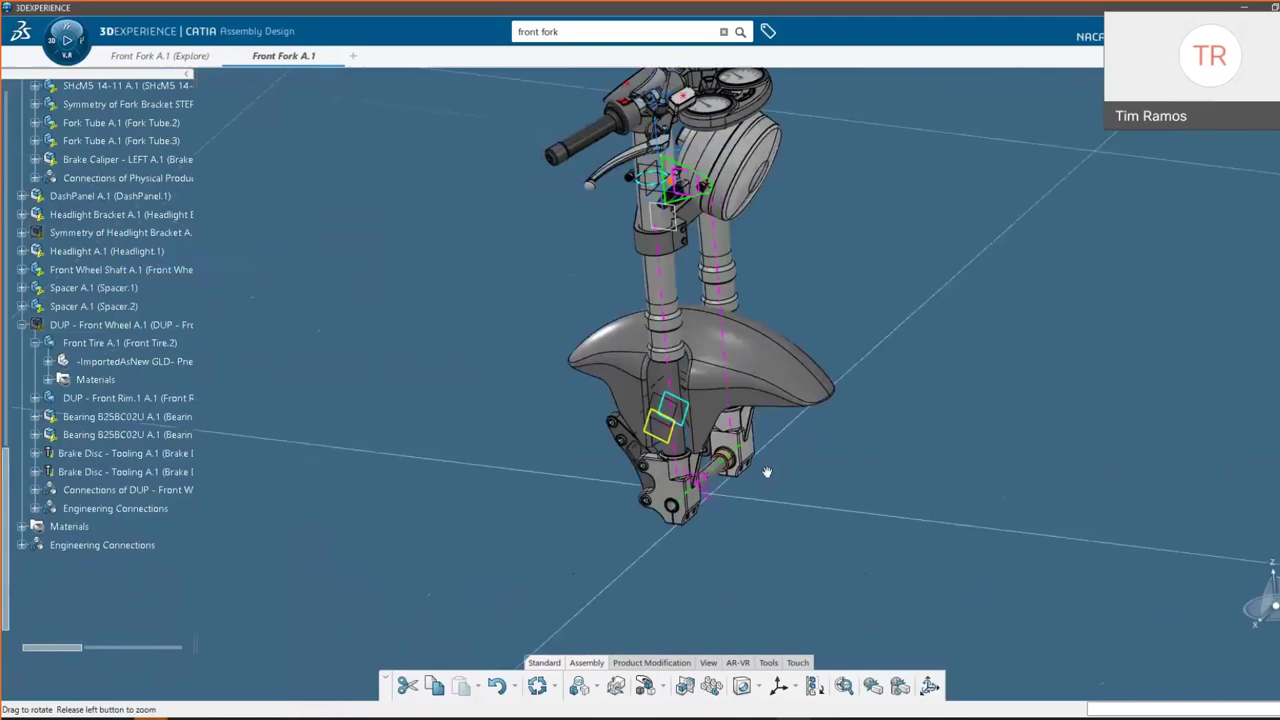 3DEXPERIENCE
3DEXPERIENCE | CATIA Assembly Design
front fork
NACA
3D
V.R
TR
Tim Ramos
Front Fork A.1 (Explore)
Front Fork A.1
SHcM5 14-11 A.1 (SHcM5 14-
Symmetry of Fork Bracket STEF
Fork Tube A.1 (Fork Tube.2)
Fork Tube A.1 (Fork Tube.3)
Brake Caliper - LEFT A.1 (Brake
Connections of Physical Produ
DashPanel A.1 (DashPanel.1)
Headlight Bracket A.1 (Headlight E
Symmetry of Headlight Bracket A.
Headlight A.1 (Headlight.1)
Front Wheel Shaft A.1 (Front Whe
Spacer A.1 (Spacer.1)
Spacer A.1 (Spacer.2)
DUP - Front Wheel A.1 (DUP - Frc
Front Tire A.1 (Front Tire.2)
-ImportedAsNew GLD- Pne
Materials
DUP - Front Rim.1 A.1 (Front R
Bearing B25BC02U A.1 (Bearing
Bearing B25BC02U A.1 (Bearing
Brake Disc - Tooling A.1 (Brake
Brake Disc - Tooling A.1 (Brake
Connections of DUP - Front W
Engineering Connections
Materials
Engineering Connections
z
x
Standard Assembly Product Modification View AR-VR Tools Touch
Drag to rotate Release left button to zoom